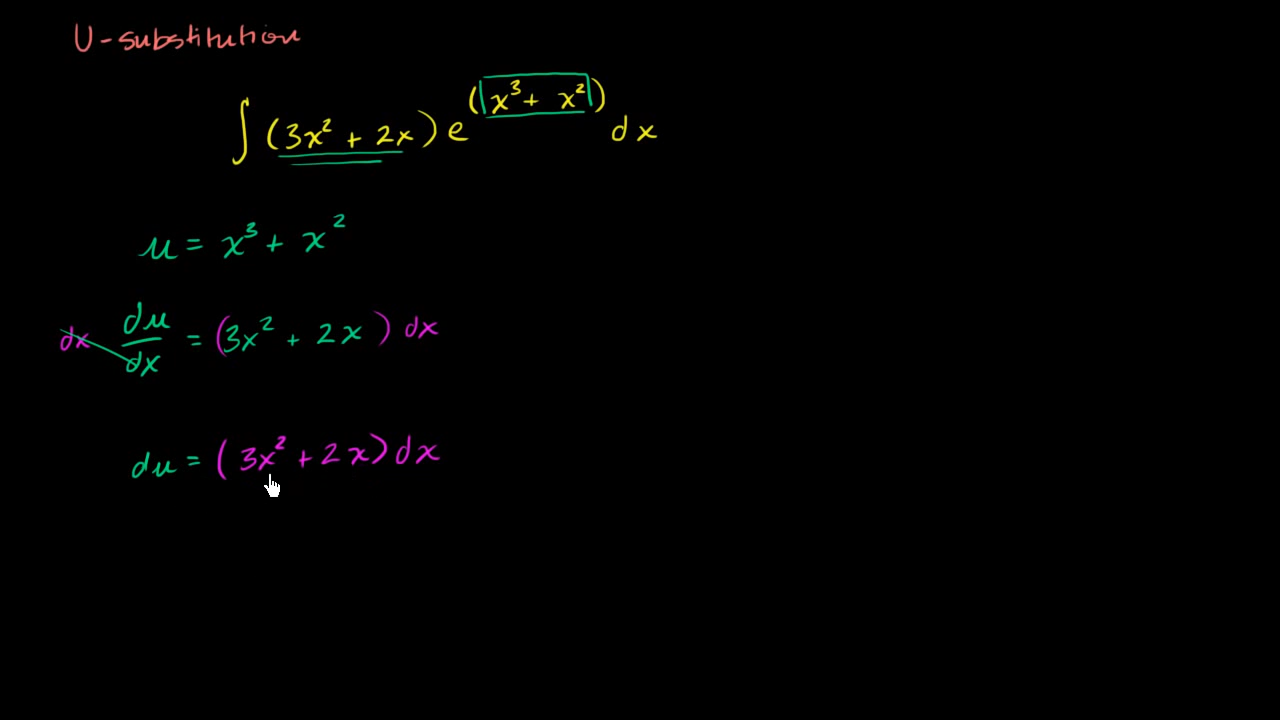 U-substitution
∫ (3x² + 2x) e^(x³ + x²) dx
u = x³ + x²
dx du/dx = (3x² + 2x) dx
du = (3x² + 2x) dx